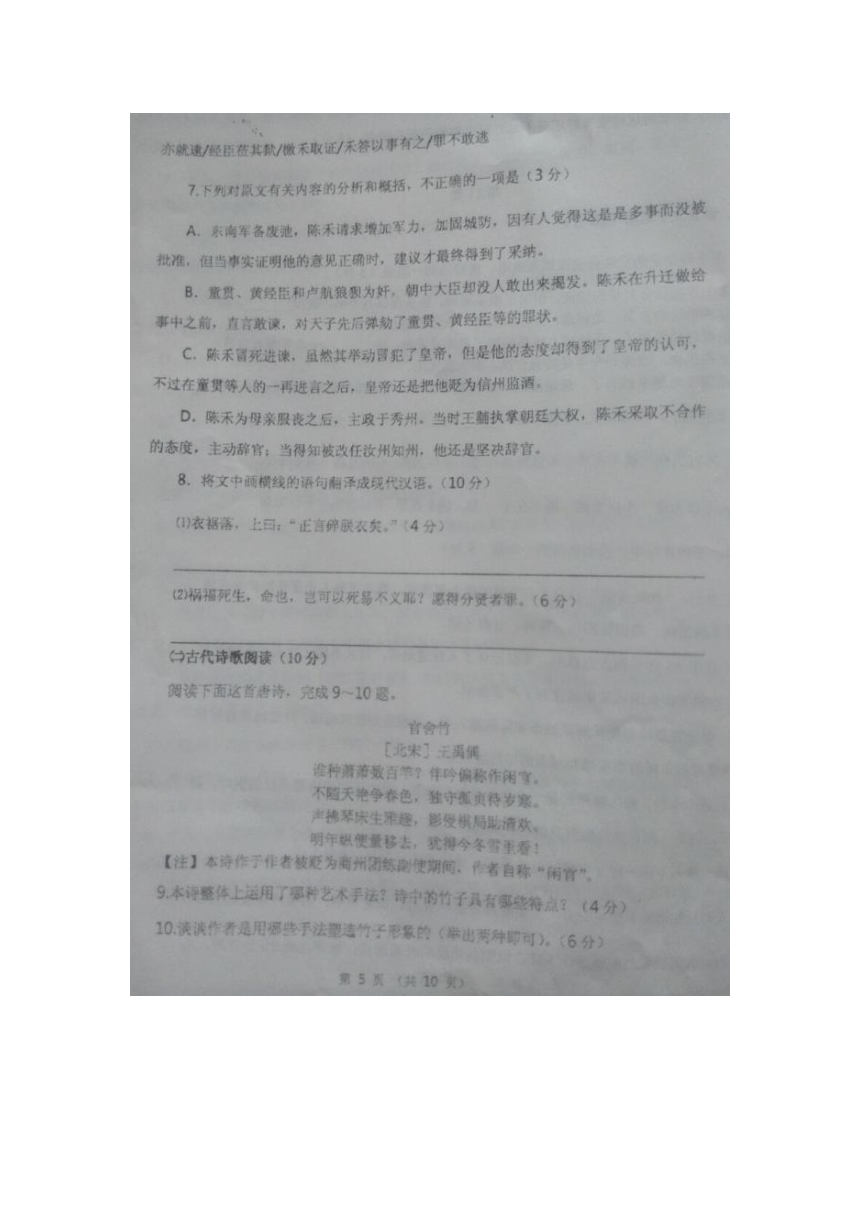 亦就逮/经臣莅其狱/檄禾取证/禾答以事有之/罪不敢逃
7.下列对原文有关内容的分析和概括，不正确的一项是（3分）
A．东南军备废弛，陈禾请求增加军力，加固城防，因有人觉得这是是多事而没被
批准，但当事实证明他的意见正确时，建议才最终得到了采纳。
B．童贯、黄经臣和卢航狼狈为奸，朝中大臣却没人敢出来揭发。陈禾在升迁做给
事中之前，直言敢谏，对天子先后弹劾了童贯、黄经臣等的罪状。
C．陈禾冒死进谏，虽然其举动冒犯了皇帝，但是他的态度却得到了皇帝的认可，
不过在童贯等人的一再进言之后，皇帝还是把他贬为信州监酒。
D．陈禾为母亲服丧之后，主政于秀州。当时王黼执掌朝廷大权，陈禾采取不合作
的态度，主动辞官；当得知被改任汝州知州，他还是坚决辞官。
8．将文中画横线的语句翻译成现代汉语。（10分）
⑴衣裾落，上曰：“正言碎朕衣矣。”（4分）
⑵祸福死生，命也，岂可以死易不义耶？愿得分贤者罪。（6分）
㈡古代诗歌阅读（10分）
阅读下面这首唐诗，完成9～10题。
官舍竹
［北宋］王禹偁
谁种萧萧数百竿？伴吟偏称作闲官。
不随夭艳争春色，独守孤贞待岁寒。
声拂琴床生雅趣，影侵棋局助清欢。
明年纵便量移去，犹得今冬雪里看！
【注】本诗作于作者被贬为商州团练副使期间，作者自称“闲官”。
9.本诗整体上运用了哪种艺术手法？诗中的竹子具有哪些特点？（4分）
10.谈谈作者是用哪些手法塑造竹子形象的（举出两种即可）。（6分）
第 5 页 （共 10 页）